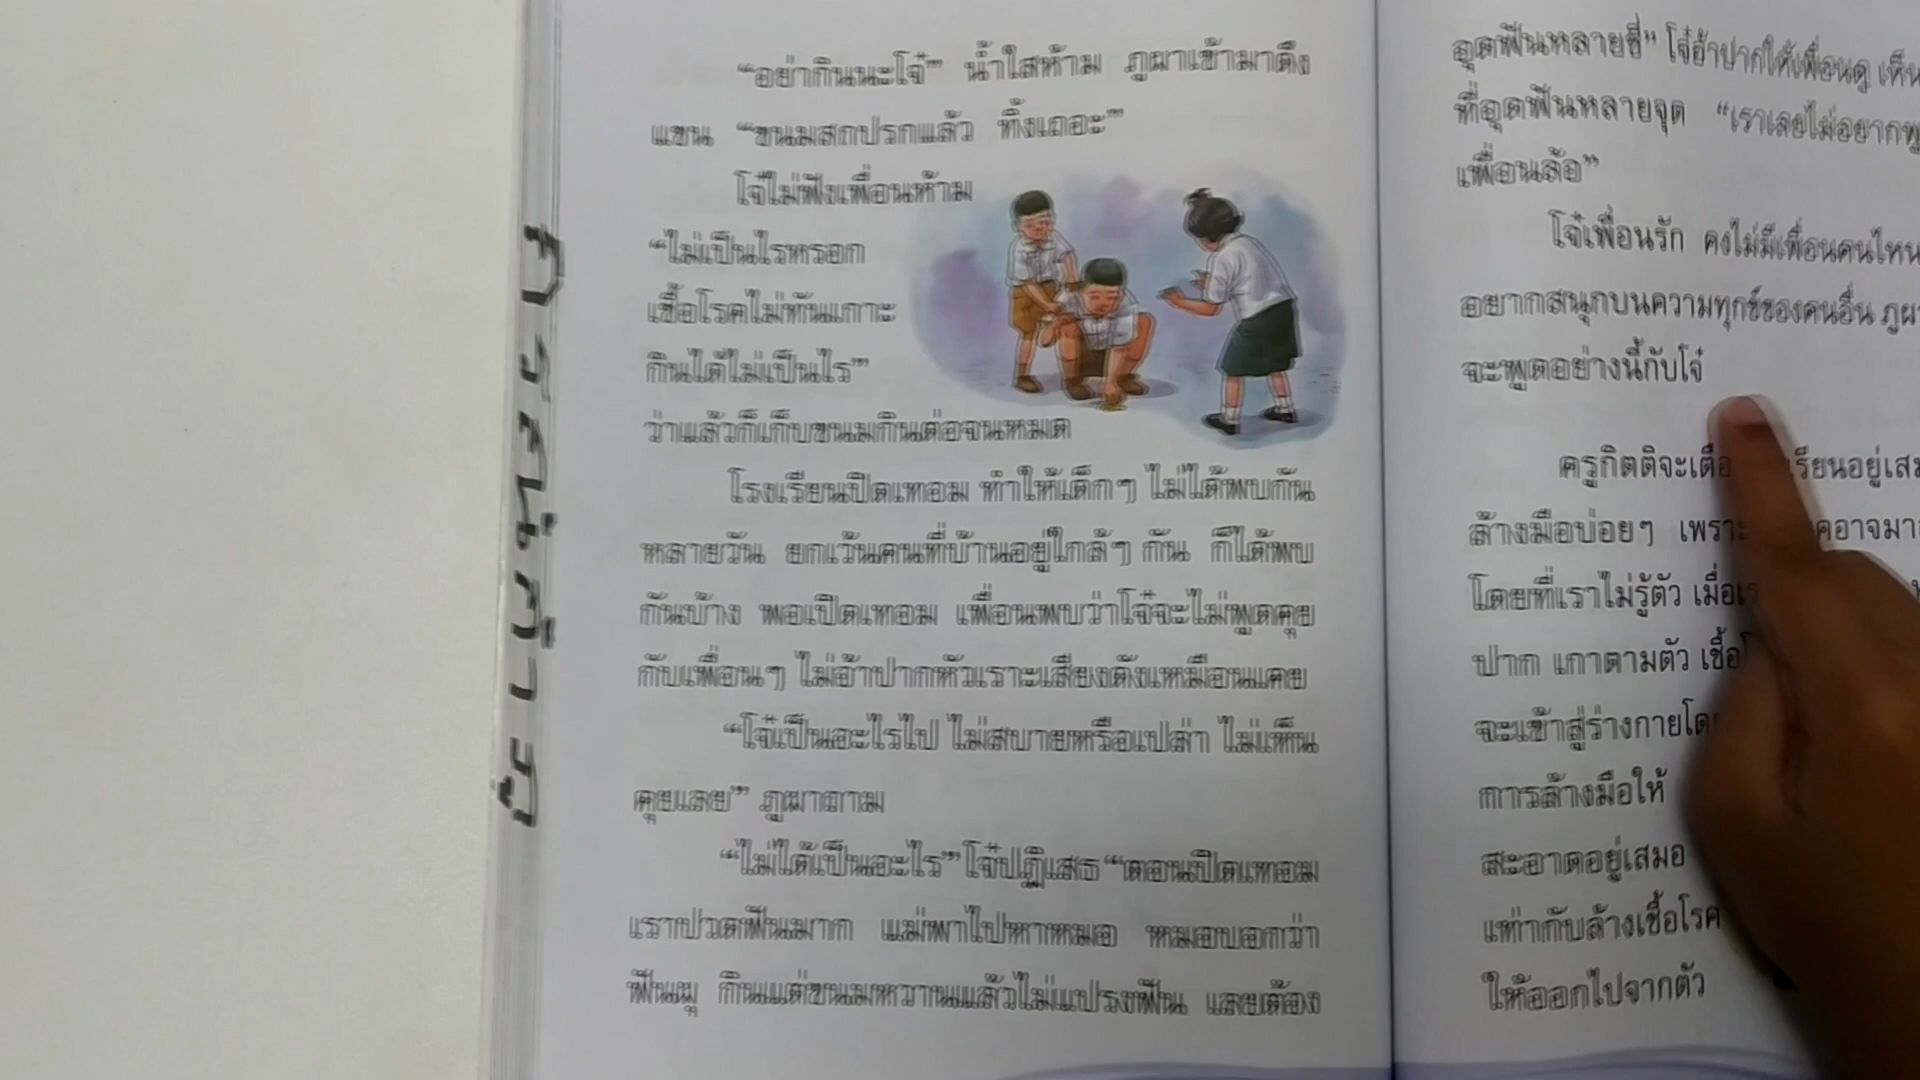 “อย่ากินนะโจ๋” น้ำใสห้าม ภูผาเข้ามาดึง
แขน “ขนมสกปรกแล้ว ทิ้งเถอะ”
โจ๋ไม่ฟังเพื่อนห้าม
“ไม่เป็นไรหรอก
เชื้อโรคไม่ทันเกาะ
กินได้ไม่เป็นไร”
ว่าแล้วก็เก็บขนมกินต่อจนหมด
โรงเรียนปิดเทอม ทำให้เด็กๆ ไม่ได้พบกัน
หลายวัน ยกเว้นคนที่บ้านอยู่ใกล้ๆ กัน ก็ได้พบ
กันบ้าง พอเปิดเทอม เพื่อนพบว่าโจ๋จะไม่พูดคุย
กับเพื่อนๆ ไม่อ้าปากหัวเราะเสียงดังเหมือนเคย
“โจ๋เป็นอะไรไป ไม่สบายหรือเปล่า ไม่เห็น
คุยเลย” ภูผาถาม
“ไม่ได้เป็นอะไร” โจ๋ปฏิเสธ “ตอนปิดเทอม
เราปวดฟันมาก แม่พาไปหาหมอ หมอบอกว่า
ฟันผุ กินแต่ขนมหวานแล้วไม่แปรงฟัน เลยต้อง
อุดฟันหลายซี่” โจ๋อ้าปากให้เพื่อนดู เห็น
ที่อุดฟันหลายจุด “เราเลยไม่อยาก
เพื่อนล้อ”
โจ๋เพื่อนรัก คงไม่มีเพื่อนคนไหน
อยากสนุกบนความทุกข์ของคนอื่น
จะพูดอย่างนี้กับโจ๋
ครูกิตติจะ เรียนอยู่
ล้างมือบ่อยๆ
โดยที่เราไม่รู้ตัว
ปาก เกาตามตัว
จะเข้าสู่ร่างกาย
การล้างมือให้
สะอาดอยู่เสมอ
เท่ากับล้างเชื้อโรค
ให้ออกไปจากตัว